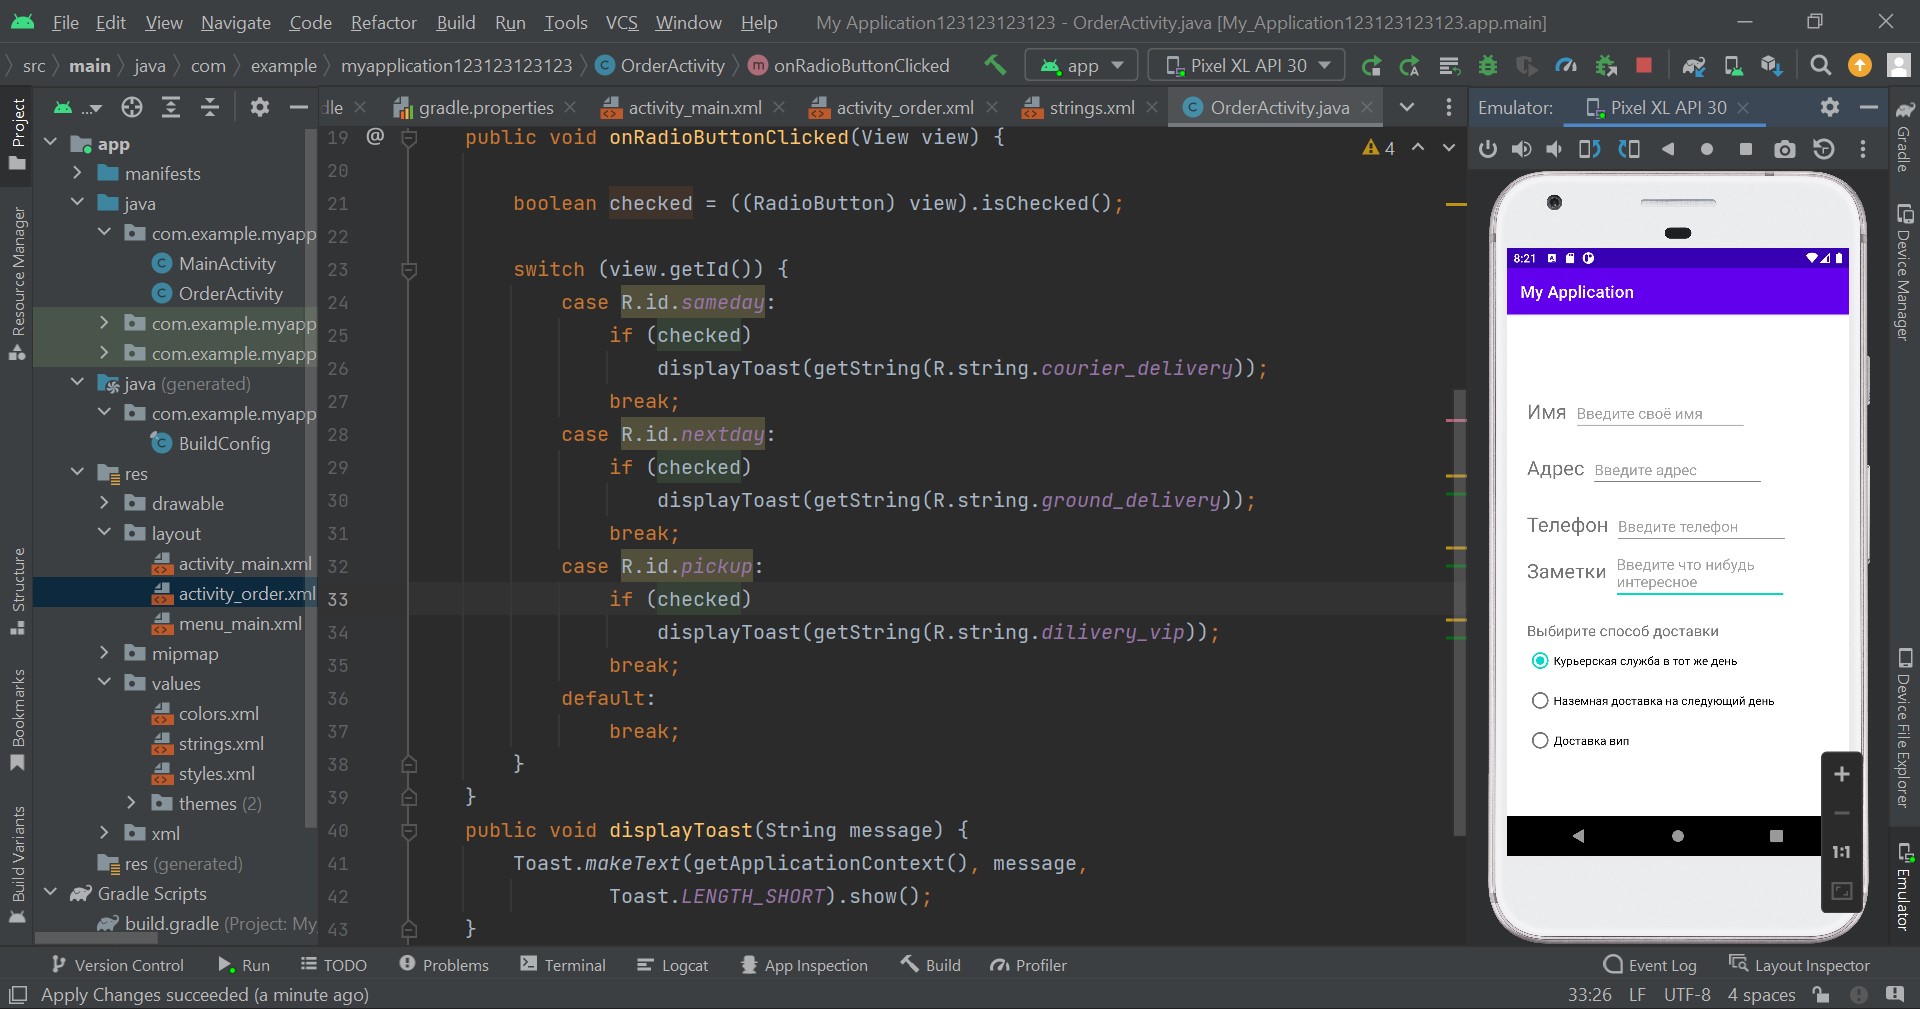 File Edit View Navigate Code Refactor Build Run Tools VCS Window Help My Application123123123123 - OrderActivity.java [My_Application123123123123.app.main]
src main java com example myapplication123123123123 OrderActivity onRadioButtonClicked app Pixel XL API 30
dle gradle.properties activity_main.xml activity_order.xml strings.xml OrderActivity.java
Emulator: Pixel XL API 30
Project
Resource Manager
Structure
Bookmarks
Build Variants
app
manifests
java
com.example.myapp
MainActivity
OrderActivity
com.example.myapp
com.example.myapp
java (generated)
com.example.myapp
BuildConfig
res
drawable
layout
activity_main.xml
activity_order.xml
menu_main.xml
mipmap
values
colors.xml
strings.xml
styles.xml
themes (2)
xml
res (generated)
Gradle Scripts
build.gradle (Project: My
4
19 @ public void onRadioButtonClicked(View view) {
20
21 boolean checked = ((RadioButton) view).isChecked();
22
23 switch (view.getId()) {
24 case R.id.sameday:
25 if (checked)
26 displayToast(getString(R.string.courier_delivery));
27 break;
28 case R.id.nextday:
29 if (checked)
30 displayToast(getString(R.string.ground_delivery));
31 break;
32 case R.id.pickup:
33 if (checked)
34 displayToast(getString(R.string.dilivery_vip));
35 break;
36 default:
37 break;
38 }
39 }
40 public void displayToast(String message) {
41 Toast.makeText(getApplicationContext(), message,
42 Toast.LENGTH_SHORT).show();
43 }
8:21
My Application
Имя Введите своё имя
Адрес Введите адрес
Телефон Введите телефон
Заметки Введите что нибудь
интересное
Выбирите способ доставки
Курьерская служба в тот же день
Наземная доставка на следующий день
Доставка вип
1:1
Gradle
Device Manager
Device File Explorer
Emulator
Version Control Run TODO Problems Terminal Logcat App Inspection Build Profiler Event Log Layout Inspector
Apply Changes succeeded (a minute ago) 33:26 LF UTF-8 4 spaces